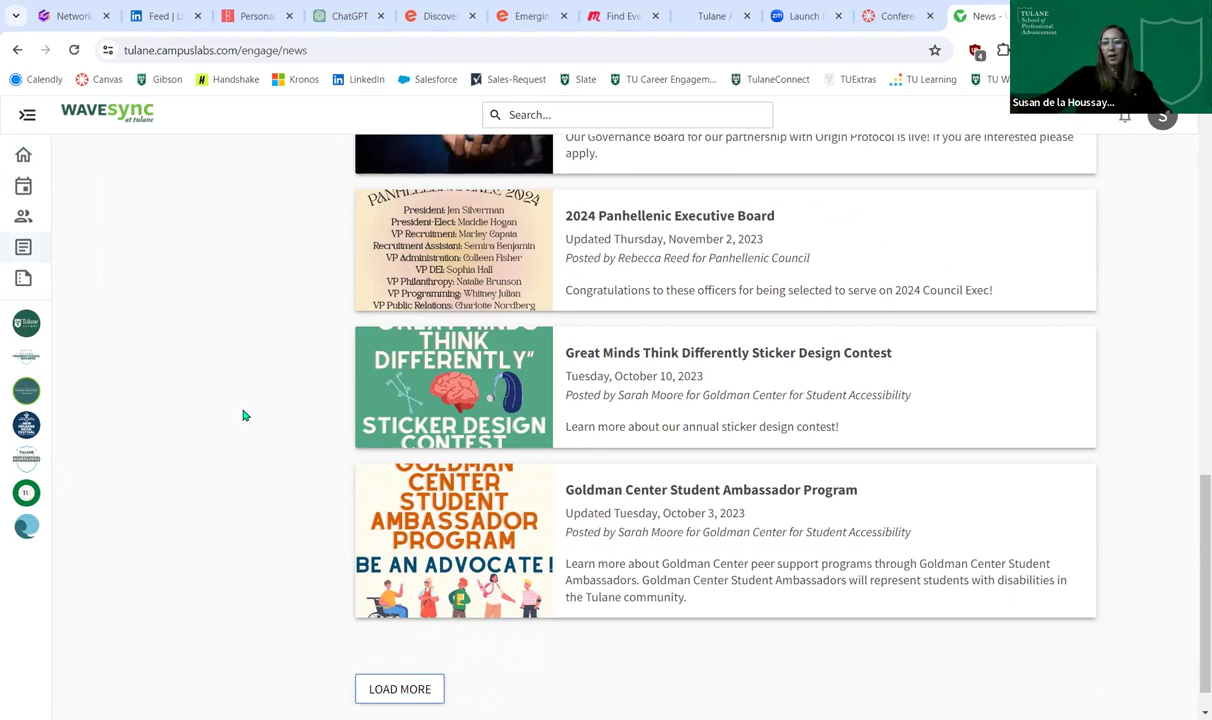 Network
Feed | L
Persona
ChatGPT
Discove
Emergin
Find Eve
Tulane A
Launch
Confere
News -
tulane.campuslabs.com/engage/news
4
Calendly
Canvas
Gibson
Handshake
Kronos
LinkedIn
Salesforce
Sales-Request
Slate
TU Career Engagem...
TulaneConnect
TUExtras
TU Learning
TU W
TULANE
School of
Professional
Advancement
Susan de la Houssay...
WAVESYNC
at tulane
Search...
S
Our Governance Board for our partnership with Origin Protocol is live! If you are interested please
apply.
PANHELLENIC EXEC 2024
President: Jen Silverman
President-Elect: Maddie Hogan
VP Recruitment: Marley Capata
Recruitment Assistant: Semira Benjamin
VP Administration: Colleen Fisher
VP DEI: Sophia Hall
VP Philanthropy: Natalie Brunson
VP Programming: Whitney Julian
VP Public Relations: Charlotte Nordberg
2024 Panhellenic Executive Board
Updated Thursday, November 2, 2023
Posted by Rebecca Reed for Panhellenic Council
Congratulations to these officers for being selected to serve on 2024 Council Exec!
GREAT MINDS
THINK
DIFFERENTLY"
STICKER DESIGN
CONTEST
Great Minds Think Differently Sticker Design Contest
Tuesday, October 10, 2023
Posted by Sarah Moore for Goldman Center for Student Accessibility
Learn more about our annual sticker design contest!
GOLDMAN
CENTER
STUDENT
AMBASSADOR
PROGRAM
BE AN ADVOCATE!
Goldman Center Student Ambassador Program
Updated Tuesday, October 3, 2023
Posted by Sarah Moore for Goldman Center for Student Accessibility
Learn more about Goldman Center peer support programs through Goldman Center Student
Ambassadors. Goldman Center Student Ambassadors will represent students with disabilities in
the Tulane community.
LOAD MORE